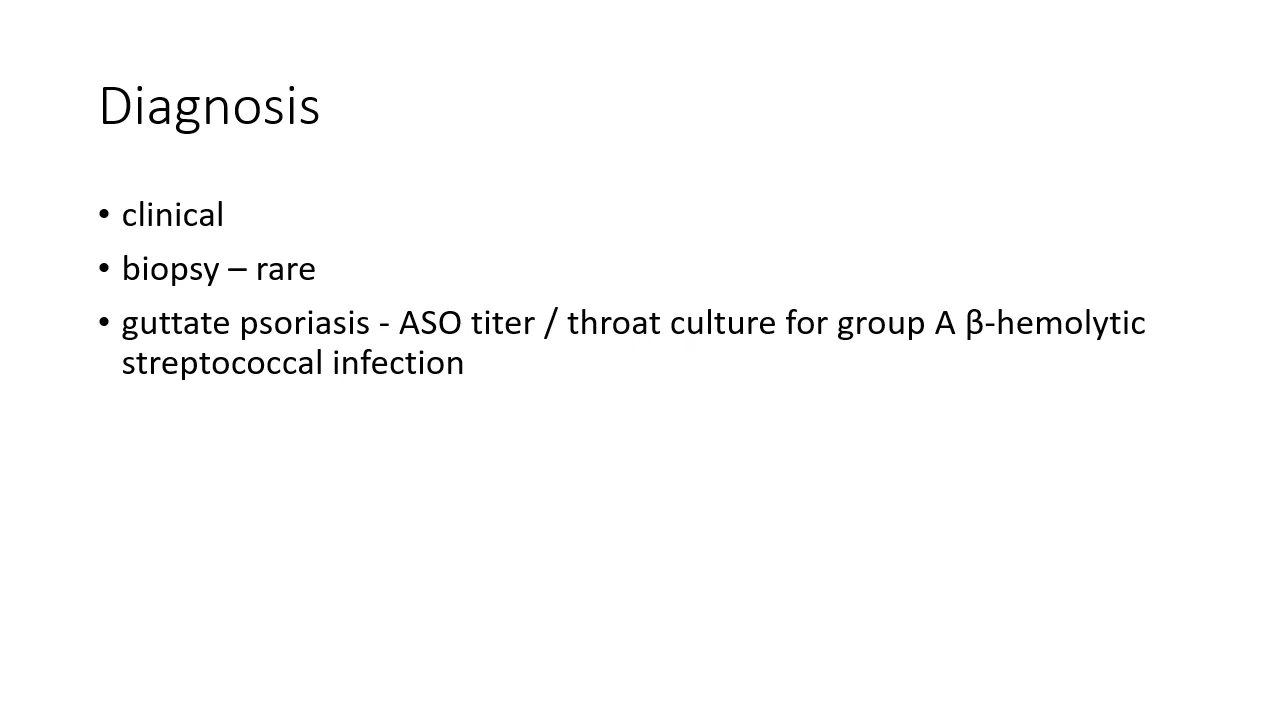 Diagnosis
• clinical
• biopsy – rare
• guttate psoriasis - ASO titer / throat culture for group A β-hemolytic
streptococcal infection